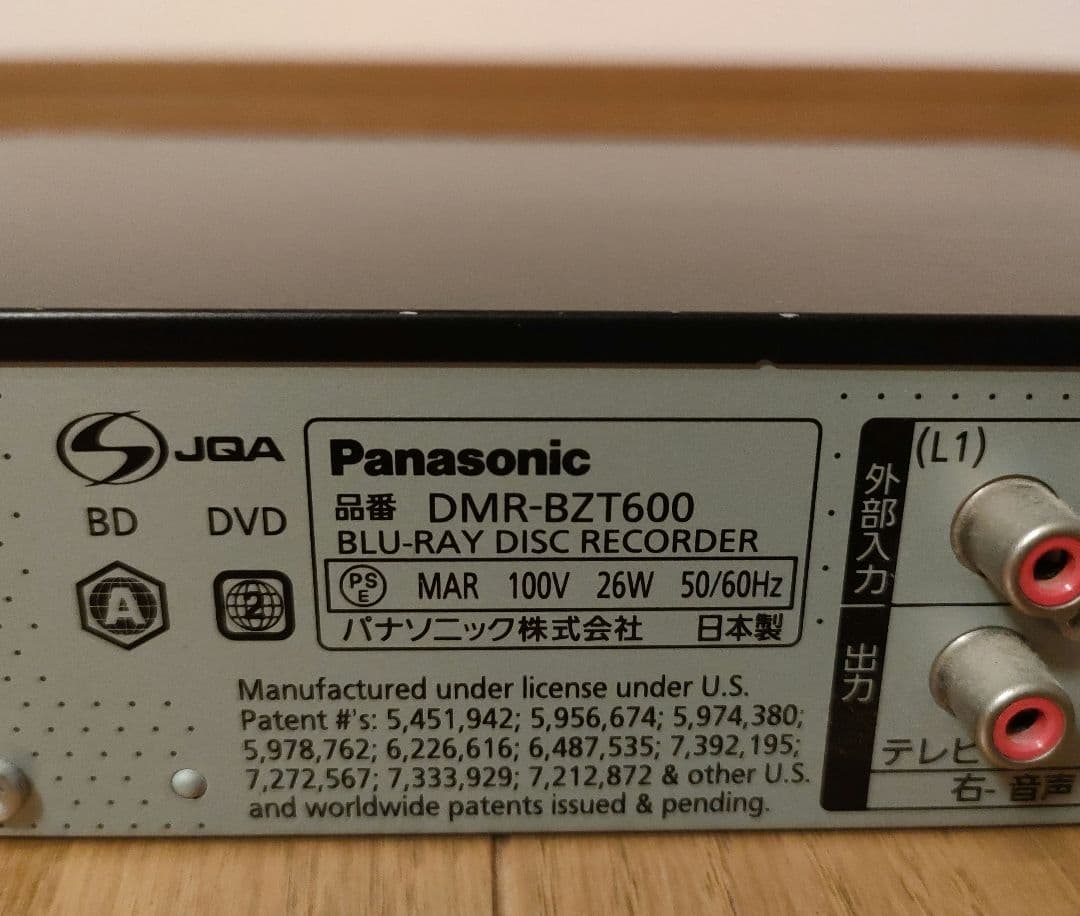 JQA
BD DVD
A 2
Panasonic
品番 DMR-BZT600
BLU-RAY DISC RECORDER
PSE MAR 100V 26W 50/60Hz
パナソニック株式会社 日本製
Manufactured under license under U.S.
Patent #'s: 5,451,942; 5,956,674; 5,974,380;
5,978,762; 6,226,616; 6,487,535; 7,392,195;
7,272,567; 7,333,929; 7,212,872 & other U.S.
and worldwide patents issued & pending.
(L1)
外部入力
出力
テレビ
右- 音声